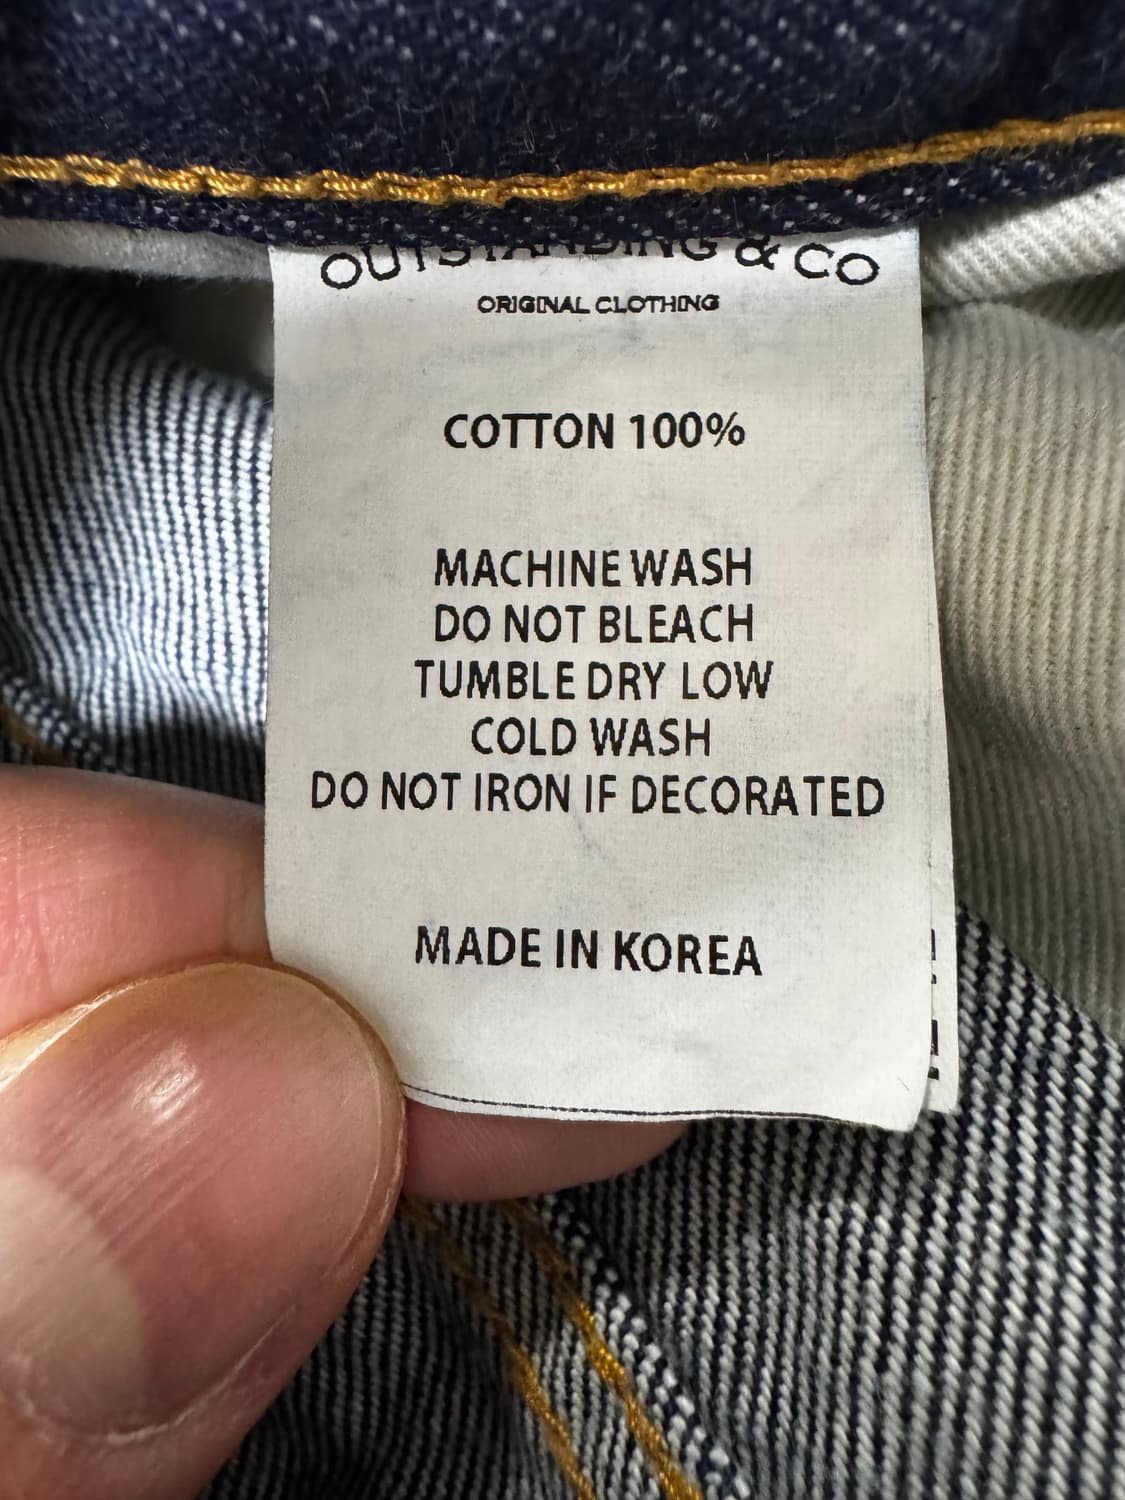 OUTSTANDING & CO
ORIGINAL CLOTHING
COTTON 100%
MACHINE WASH
DO NOT BLEACH
TUMBLE DRY LOW
COLD WASH
DO NOT IRON IF DECORATED
MADE IN KOREA